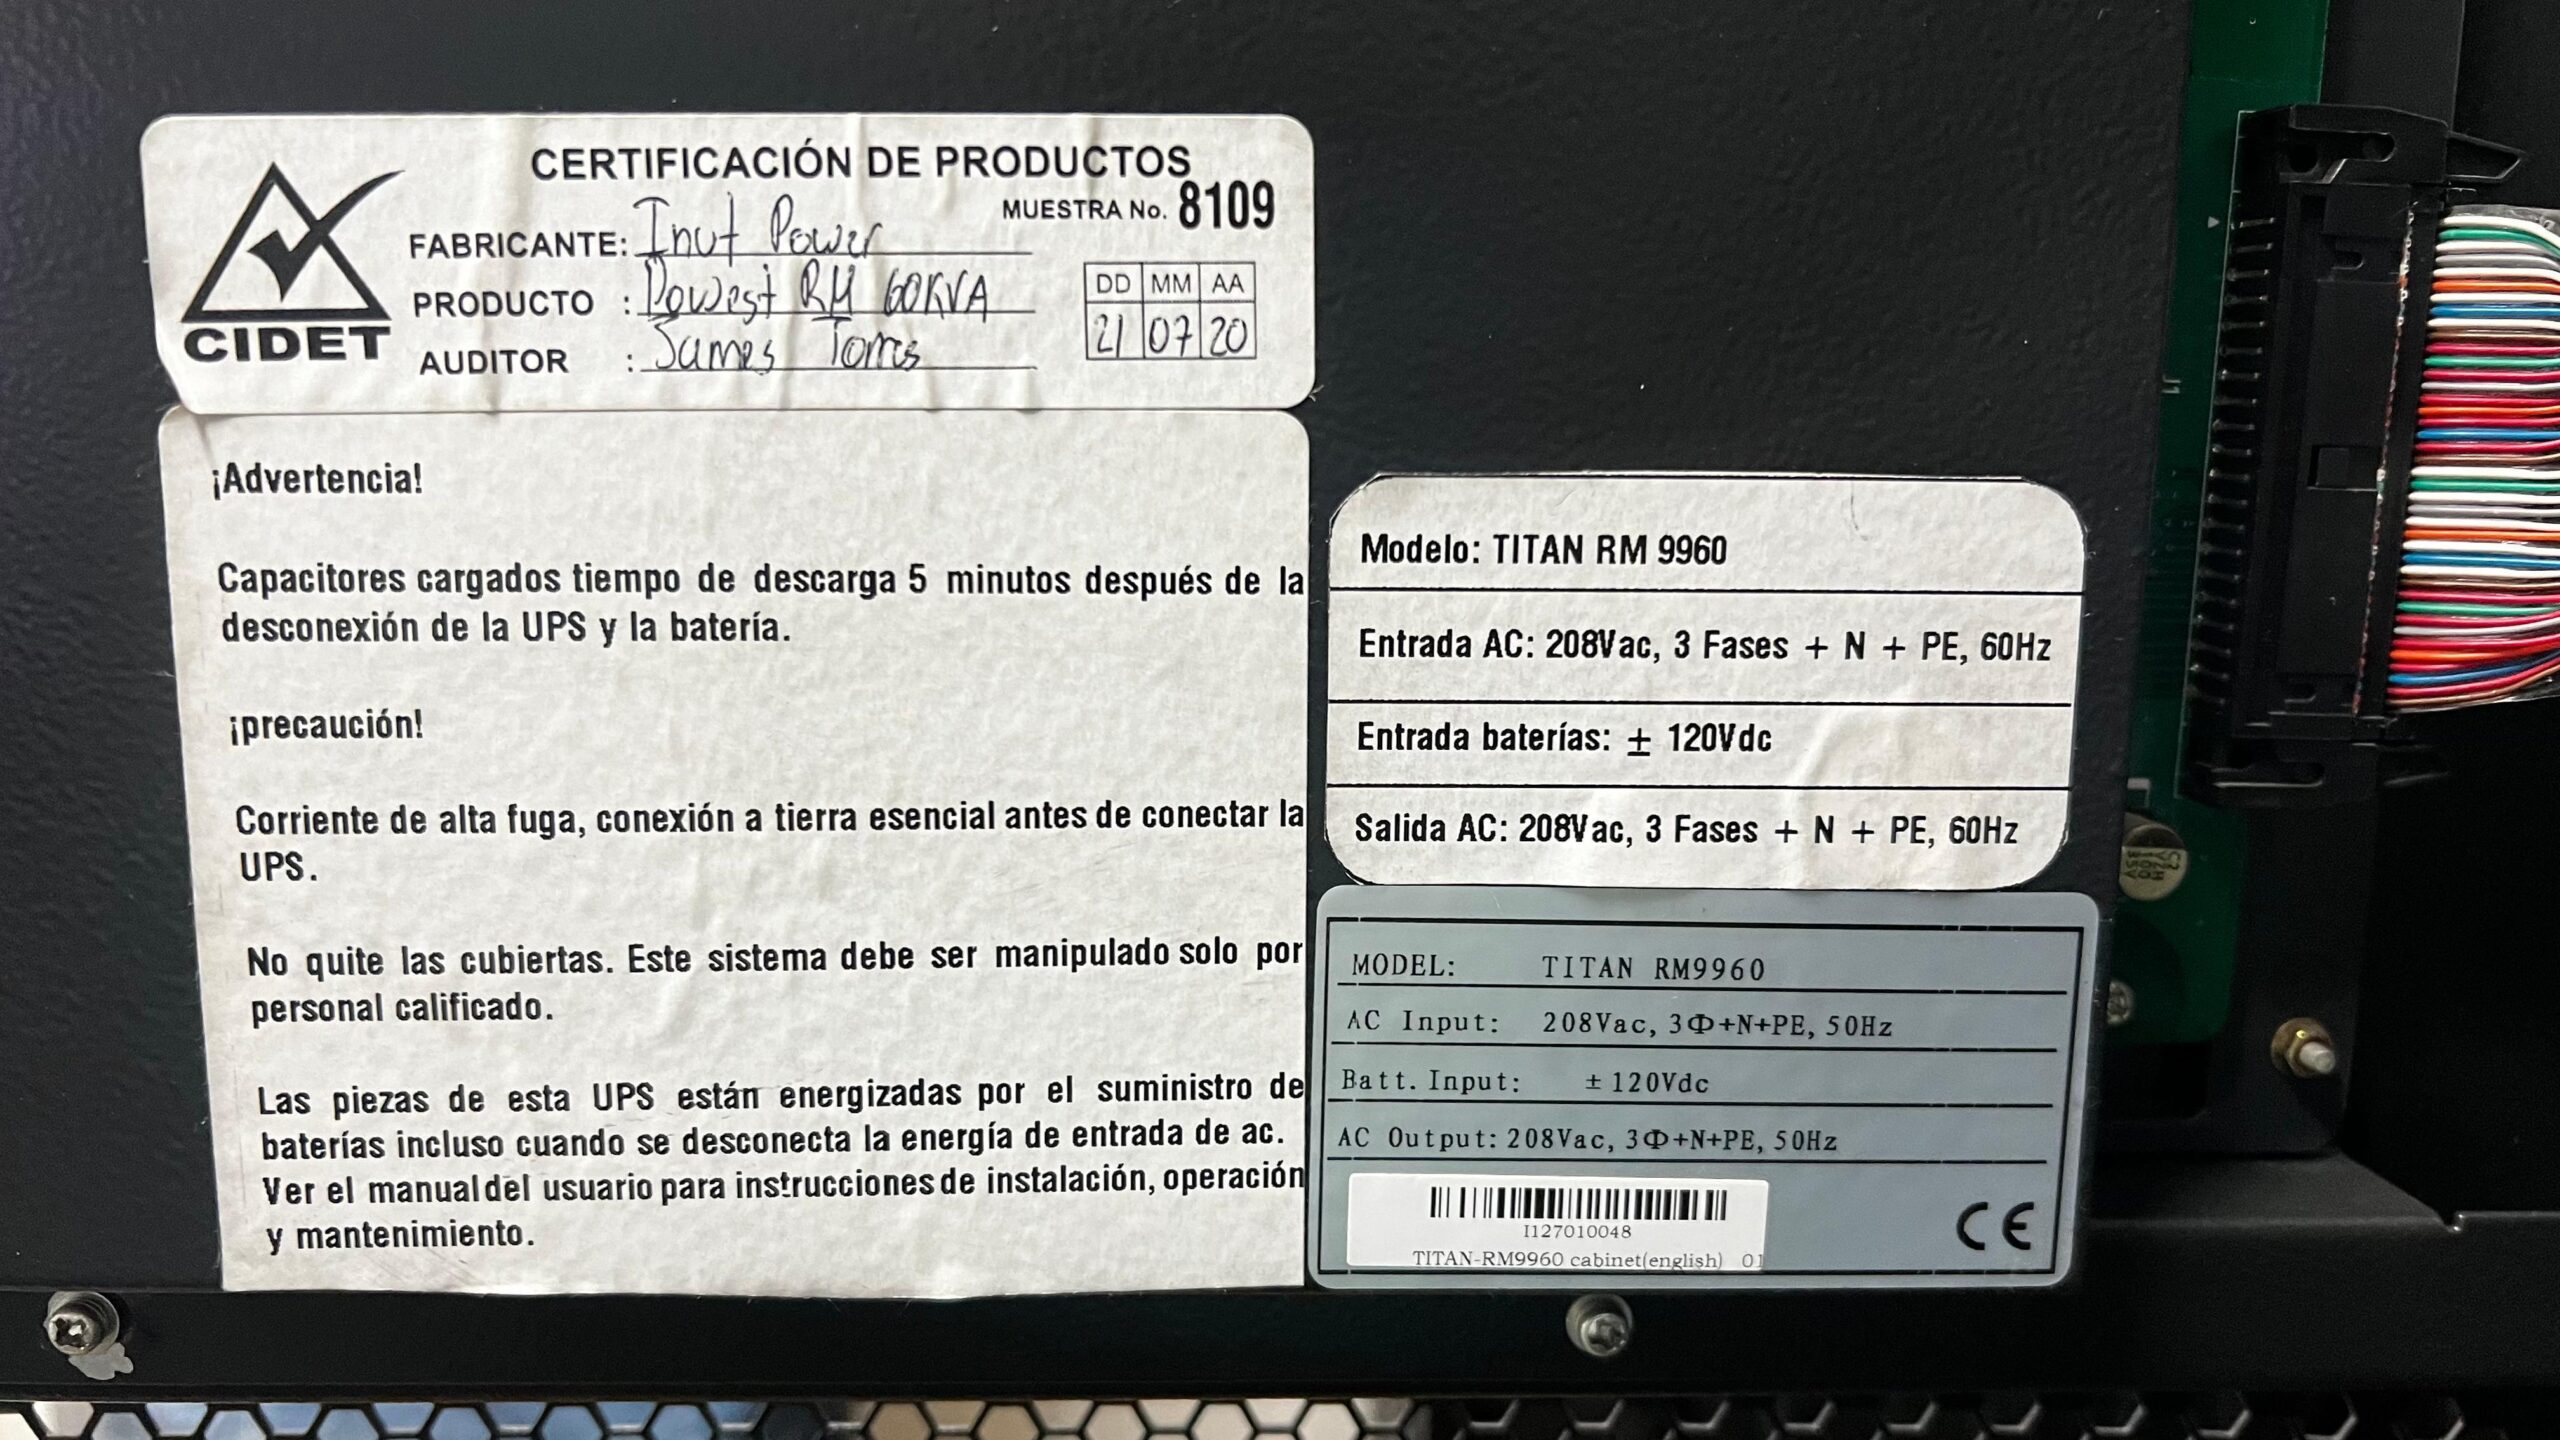 CERTIFICACIÓN DE PRODUCTOS
MUESTRA No. 8109
FABRICANTE: Inut Power
PRODUCTO : Powest RM 60KVA
AUDITOR : James Torres
DD MM AA
21 07 20
CIDET
¡Advertencia!
Capacitores cargados tiempo de descarga 5 minutos después de la
desconexión de la UPS y la batería.
¡precaución!
Corriente de alta fuga, conexión a tierra esencial antes de conectar la
UPS.
No quite las cubiertas. Este sistema debe ser manipulado solo por
personal calificado.
Las piezas de esta UPS están energizadas por el suministro de
baterías incluso cuando se desconecta la energía de entrada de ac.
Ver el manual del usuario para instrucciones de instalación, operación
y mantenimiento.
Modelo: TITAN RM 9960
Entrada AC: 208Vac, 3 Fases + N + PE, 60Hz
Entrada baterías: ± 120Vdc
Salida AC: 208Vac, 3 Fases + N + PE, 60Hz
MODEL: TITAN RM9960
AC Input: 208Vac, 3Φ+N+PE, 50Hz
Batt. Input: ±120Vdc
AC Output: 208Vac, 3Φ+N+PE, 50Hz
I127010048
TITAN-RM9960 cabinet(english) 01
CE
J1